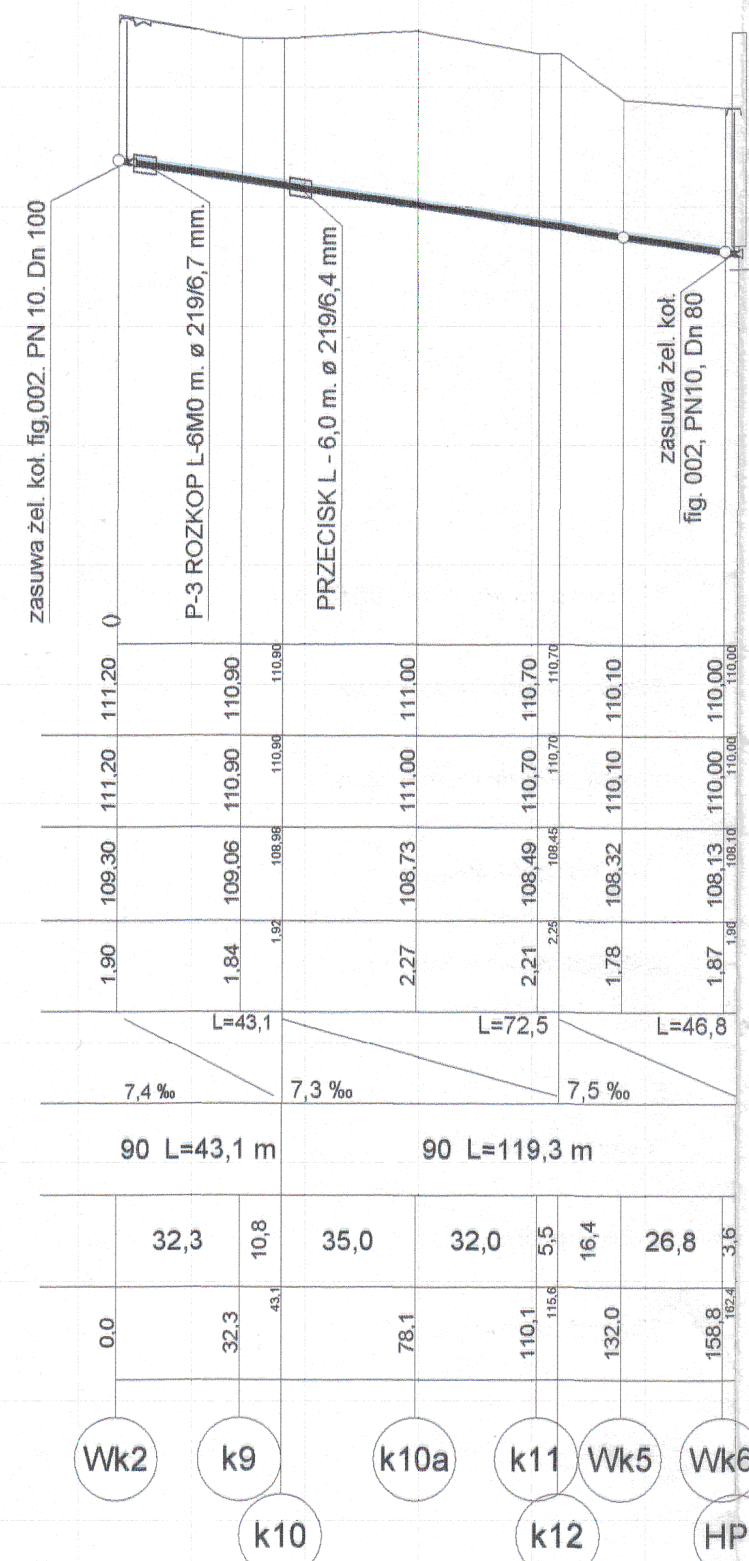 zasuwa żel. koł. fig,002. PN 10. Dn 100
P-3 ROZKOP L-6M0 m. ø 219/6,7 mm.
PRZECISK L - 6,0 m. ø 219/6,4 mm
zasuwa żel. koł.
fig. 002, PN10, Dn 80
111,20 110,90 110,90 111,00 110,70 110,70 110,10 110,00 110,00
111,20 110,90 110,90 111,00 110,70 110,70 110,10 110,00 110,00
109,30 109,06 108,98 108,73 108,49 108,45 108,32 108,13 108,10
1,90 1,84 1,92 2,27 2,21 2,25 1,78 1,87 1,90
L=43,1 L=72,5 L=46,8
7,4 ‰ 7,3 ‰ 7,5 ‰
90 L=43,1 m 90 L=119,3 m
32,3 10,8 35,0 32,0 5,5 16,4 26,8 3,6
0,0 32,3 43,1 78,1 110,1 115,6 132,0 158,8 162,4
Wk2 k9 k10a k11 Wk5 Wk6
k10 k12 HP